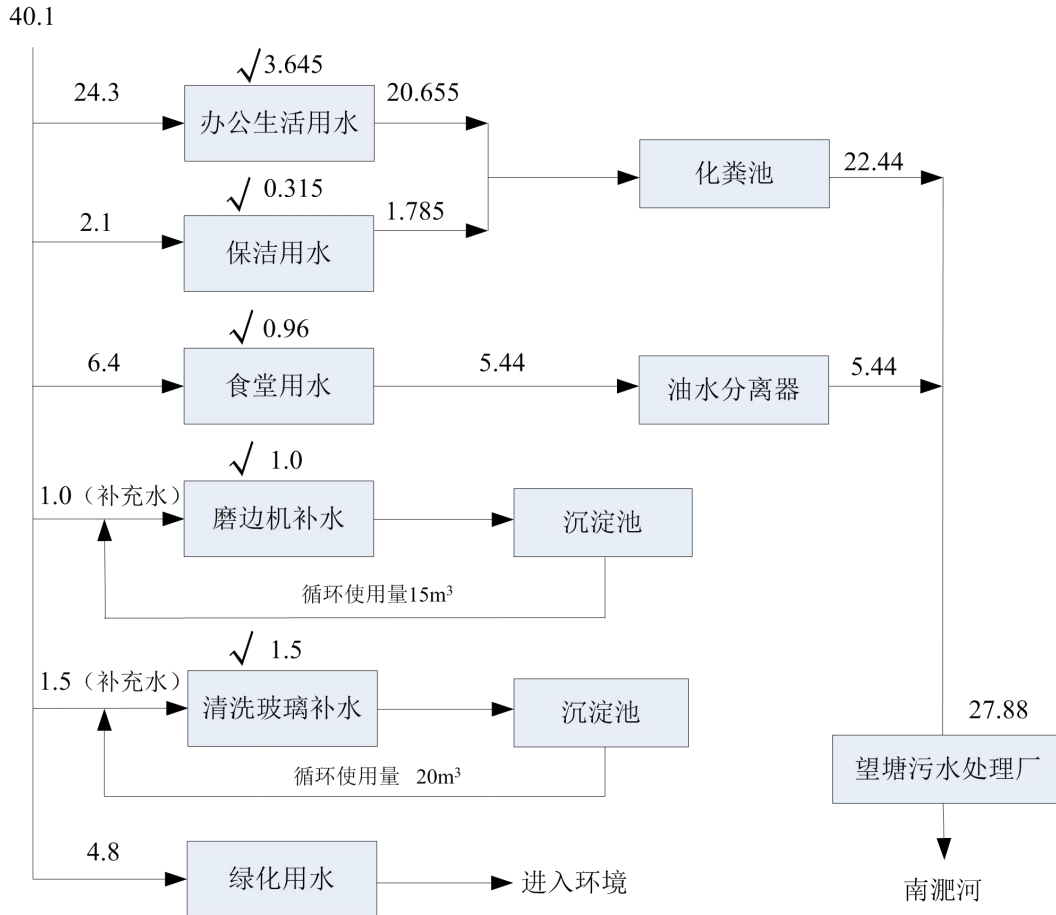 40.1
√3.645
24.3
办公生活用水
20.655
√ 0.315
2.1
保洁用水
1.785
化粪池
22.44
√ 0.96
6.4
食堂用水
5.44
油水分离器
5.44
√ 1.0
1.0（补充水）
磨边机补水
沉淀池
循环使用量15m³
√ 1.5
1.5（补充水）
清洗玻璃补水
沉淀池
循环使用量 20m³
27.88
望塘污水处理厂
4.8
绿化用水
进入环境
南淝河